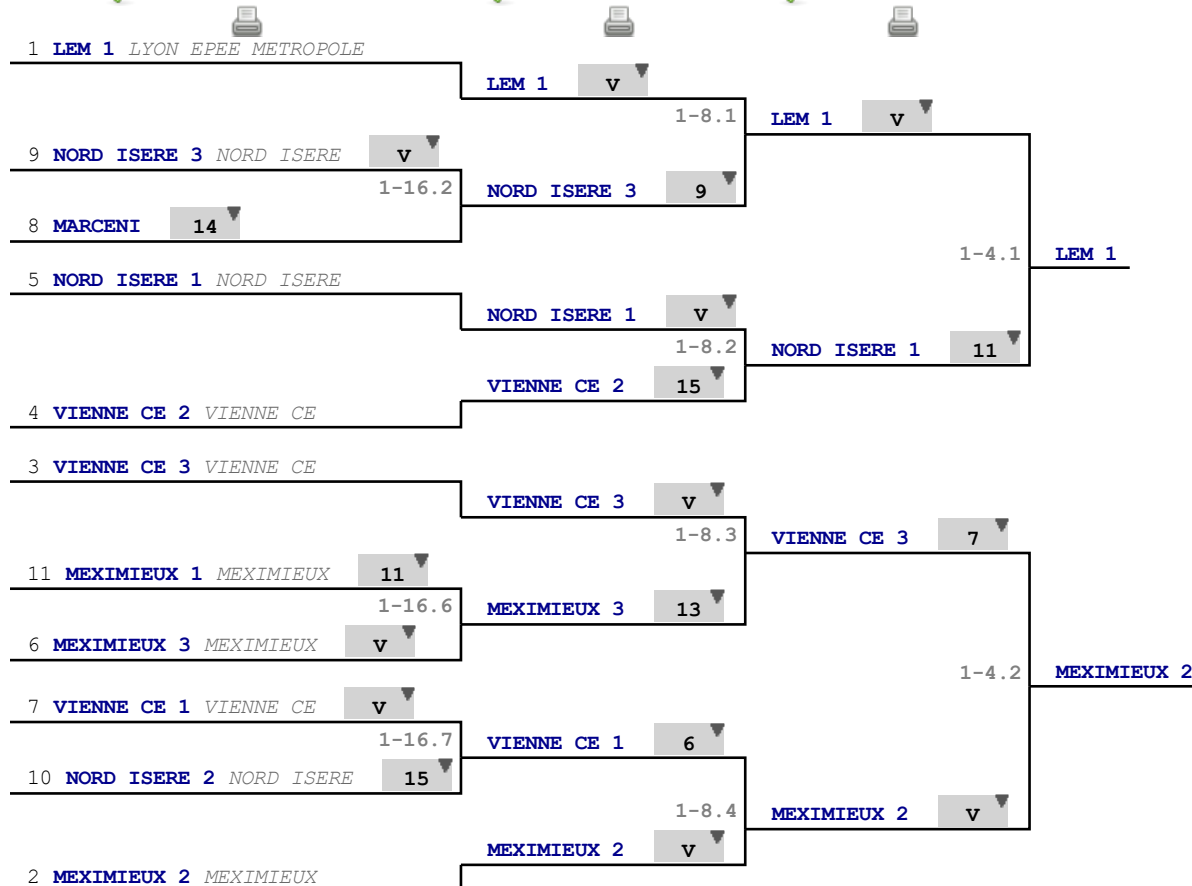 1 LEM 1 LYON EPEE METROPOLE
LEM 1 V
1-8.1 LEM 1 V
9 NORD ISERE 3 NORD ISERE V
1-16.2 NORD ISERE 3 9
8 MARCENI 14
1-4.1 LEM 1
5 NORD ISERE 1 NORD ISERE
NORD ISERE 1 V
1-8.2 NORD ISERE 1 11
VIENNE CE 2 15
4 VIENNE CE 2 VIENNE CE
3 VIENNE CE 3 VIENNE CE
VIENNE CE 3 V
1-8.3 VIENNE CE 3 7
11 MEXIMIEUX 1 MEXIMIEUX 11
1-16.6 MEXIMIEUX 3 13
6 MEXIMIEUX 3 MEXIMIEUX V
1-4.2 MEXIMIEUX 2
7 VIENNE CE 1 VIENNE CE V
1-16.7 VIENNE CE 1 6
10 NORD ISERE 2 NORD ISERE 15
1-8.4 MEXIMIEUX 2 V
MEXIMIEUX 2 V
2 MEXIMIEUX 2 MEXIMIEUX